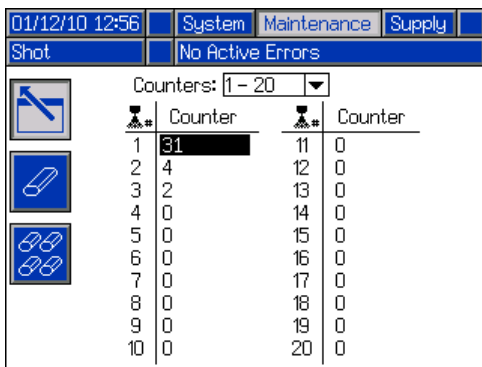 01/12/10 12:56 System Maintenance Supply
Shot No Active Errors
Counters: 1 - 20
# Counter # Counter
1 31 11 0
2 4 12 0
3 2 13 0
4 0 14 0
5 0 15 0
6 0 16 0
7 0 17 0
8 0 18 0
9 0 19 0
10 0 20 0